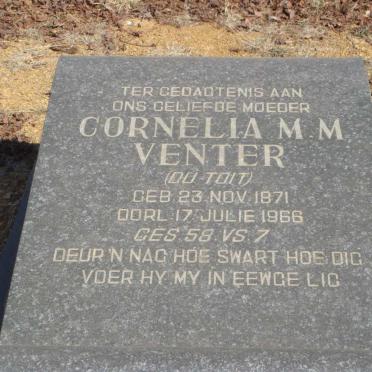 TER GEDAGTENIS AAN
ONS GELIEFDE MOEDER
CORNELIA M.M.
VENTER
(DU-TOIT)
GEB 23 NOV. 1871
OORL. 17 JULIE 1966
GES. 58 VS. 7
DEUR 'N NAG HOE SWART HOE DIG
VOER HY MY IN EEWGE LIG